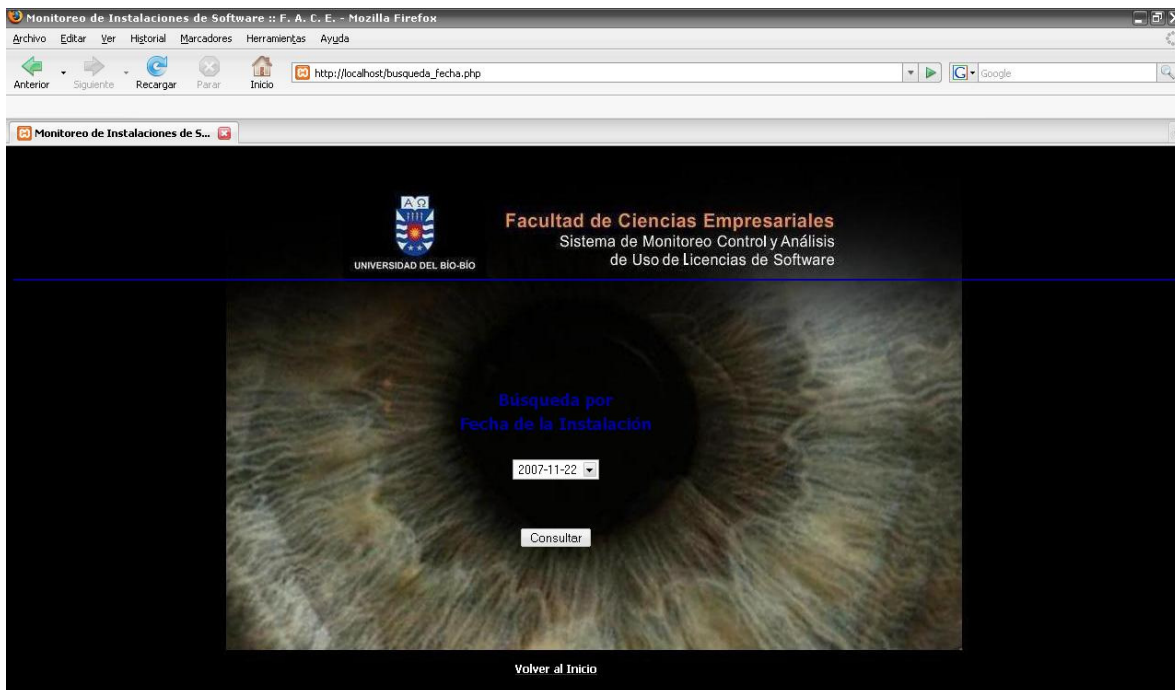 Monitoreo de Instalaciones de Software :: F. A. C. E. - Mozilla Firefox
Archivo Editar Ver Historial Marcadores Herramientas Ayuda
http://localhost/busqueda_fecha.php
Google
Anterior Siguiente Recargar Parar Inicio
Monitoreo de Instalaciones de S...
ΑΩ
UNIVERSIDAD DEL BÍO-BÍO
Facultad de Ciencias Empresariales
Sistema de Monitoreo Control y Análisis
de Uso de Licencias de Software
Búsqueda por
Fecha de la Instalación
2007-11-22
Consultar
Volver al Inicio